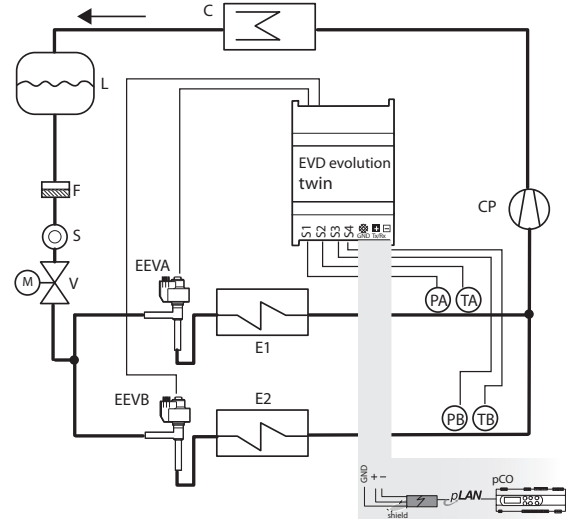 C
L
EVD evolution
twin
F
CP
S1
S2
S3
S4
GND
Tx/Rx
S
EEVA
M
V
PA
TA
E1
EEVB
E2
PB
TB
GND
+
−
pCO
pLAN
shield